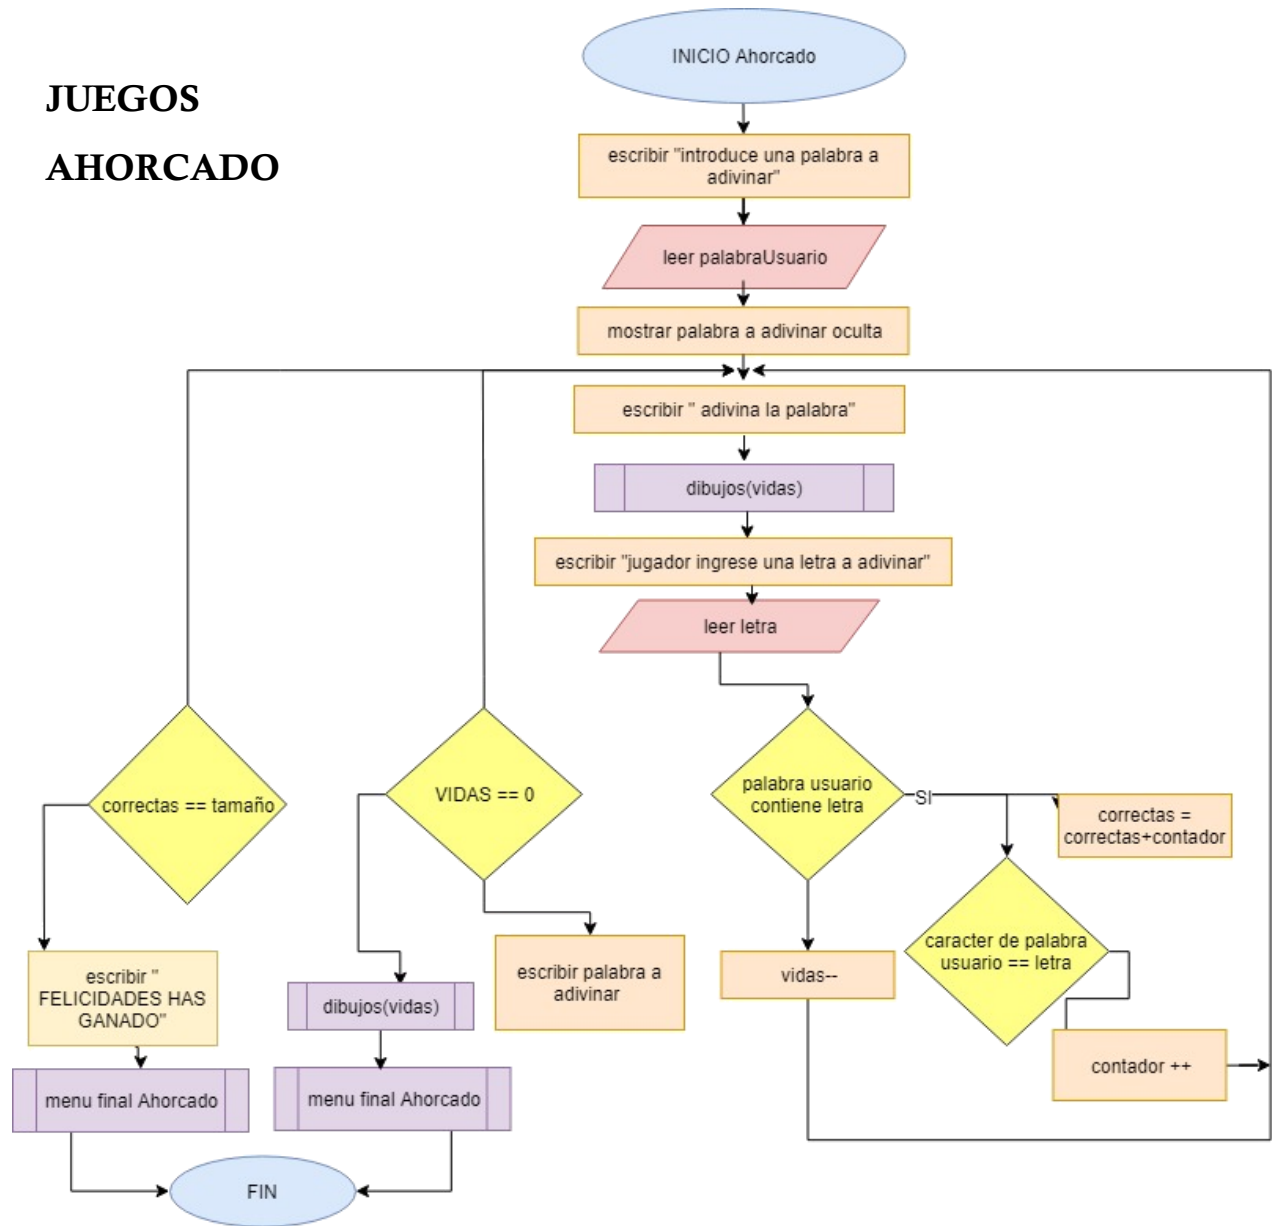 JUEGOS
AHORCADO
INICIO Ahorcado
escribir "introduce una palabra a
adivinar"
leer palabraUsuario
mostrar palabra a adivinar oculta
escribir " adivina la palabra"
dibujos(vidas)
escribir "jugador ingrese una letra a adivinar"
leer letra
palabra usuario
contiene letra
SI
correctas =
correctas+contador
caracter de palabra
usuario == letra
contador ++
vidas--
VIDAS == 0
escribir palabra a
adivinar
dibujos(vidas)
menu final Ahorcado
correctas == tamaño
escribir "
FELICIDADES HAS
GANADO"
menu final Ahorcado
FIN